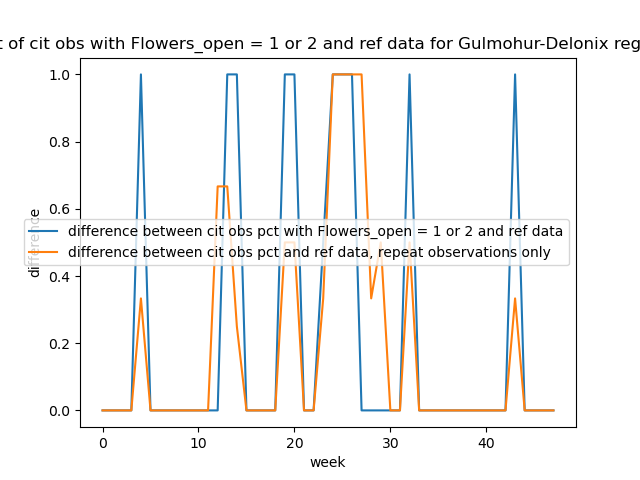 t of cit obs with Flowers_open = 1 or 2 and ref data for Gulmohur-Delonix reg
1.0
0.8
0.6
0.4
0.2
0.0
difference
difference between cit obs pct with Flowers_open = 1 or 2 and ref data
difference between cit obs pct and ref data, repeat observations only
0 10 20 30 40
week